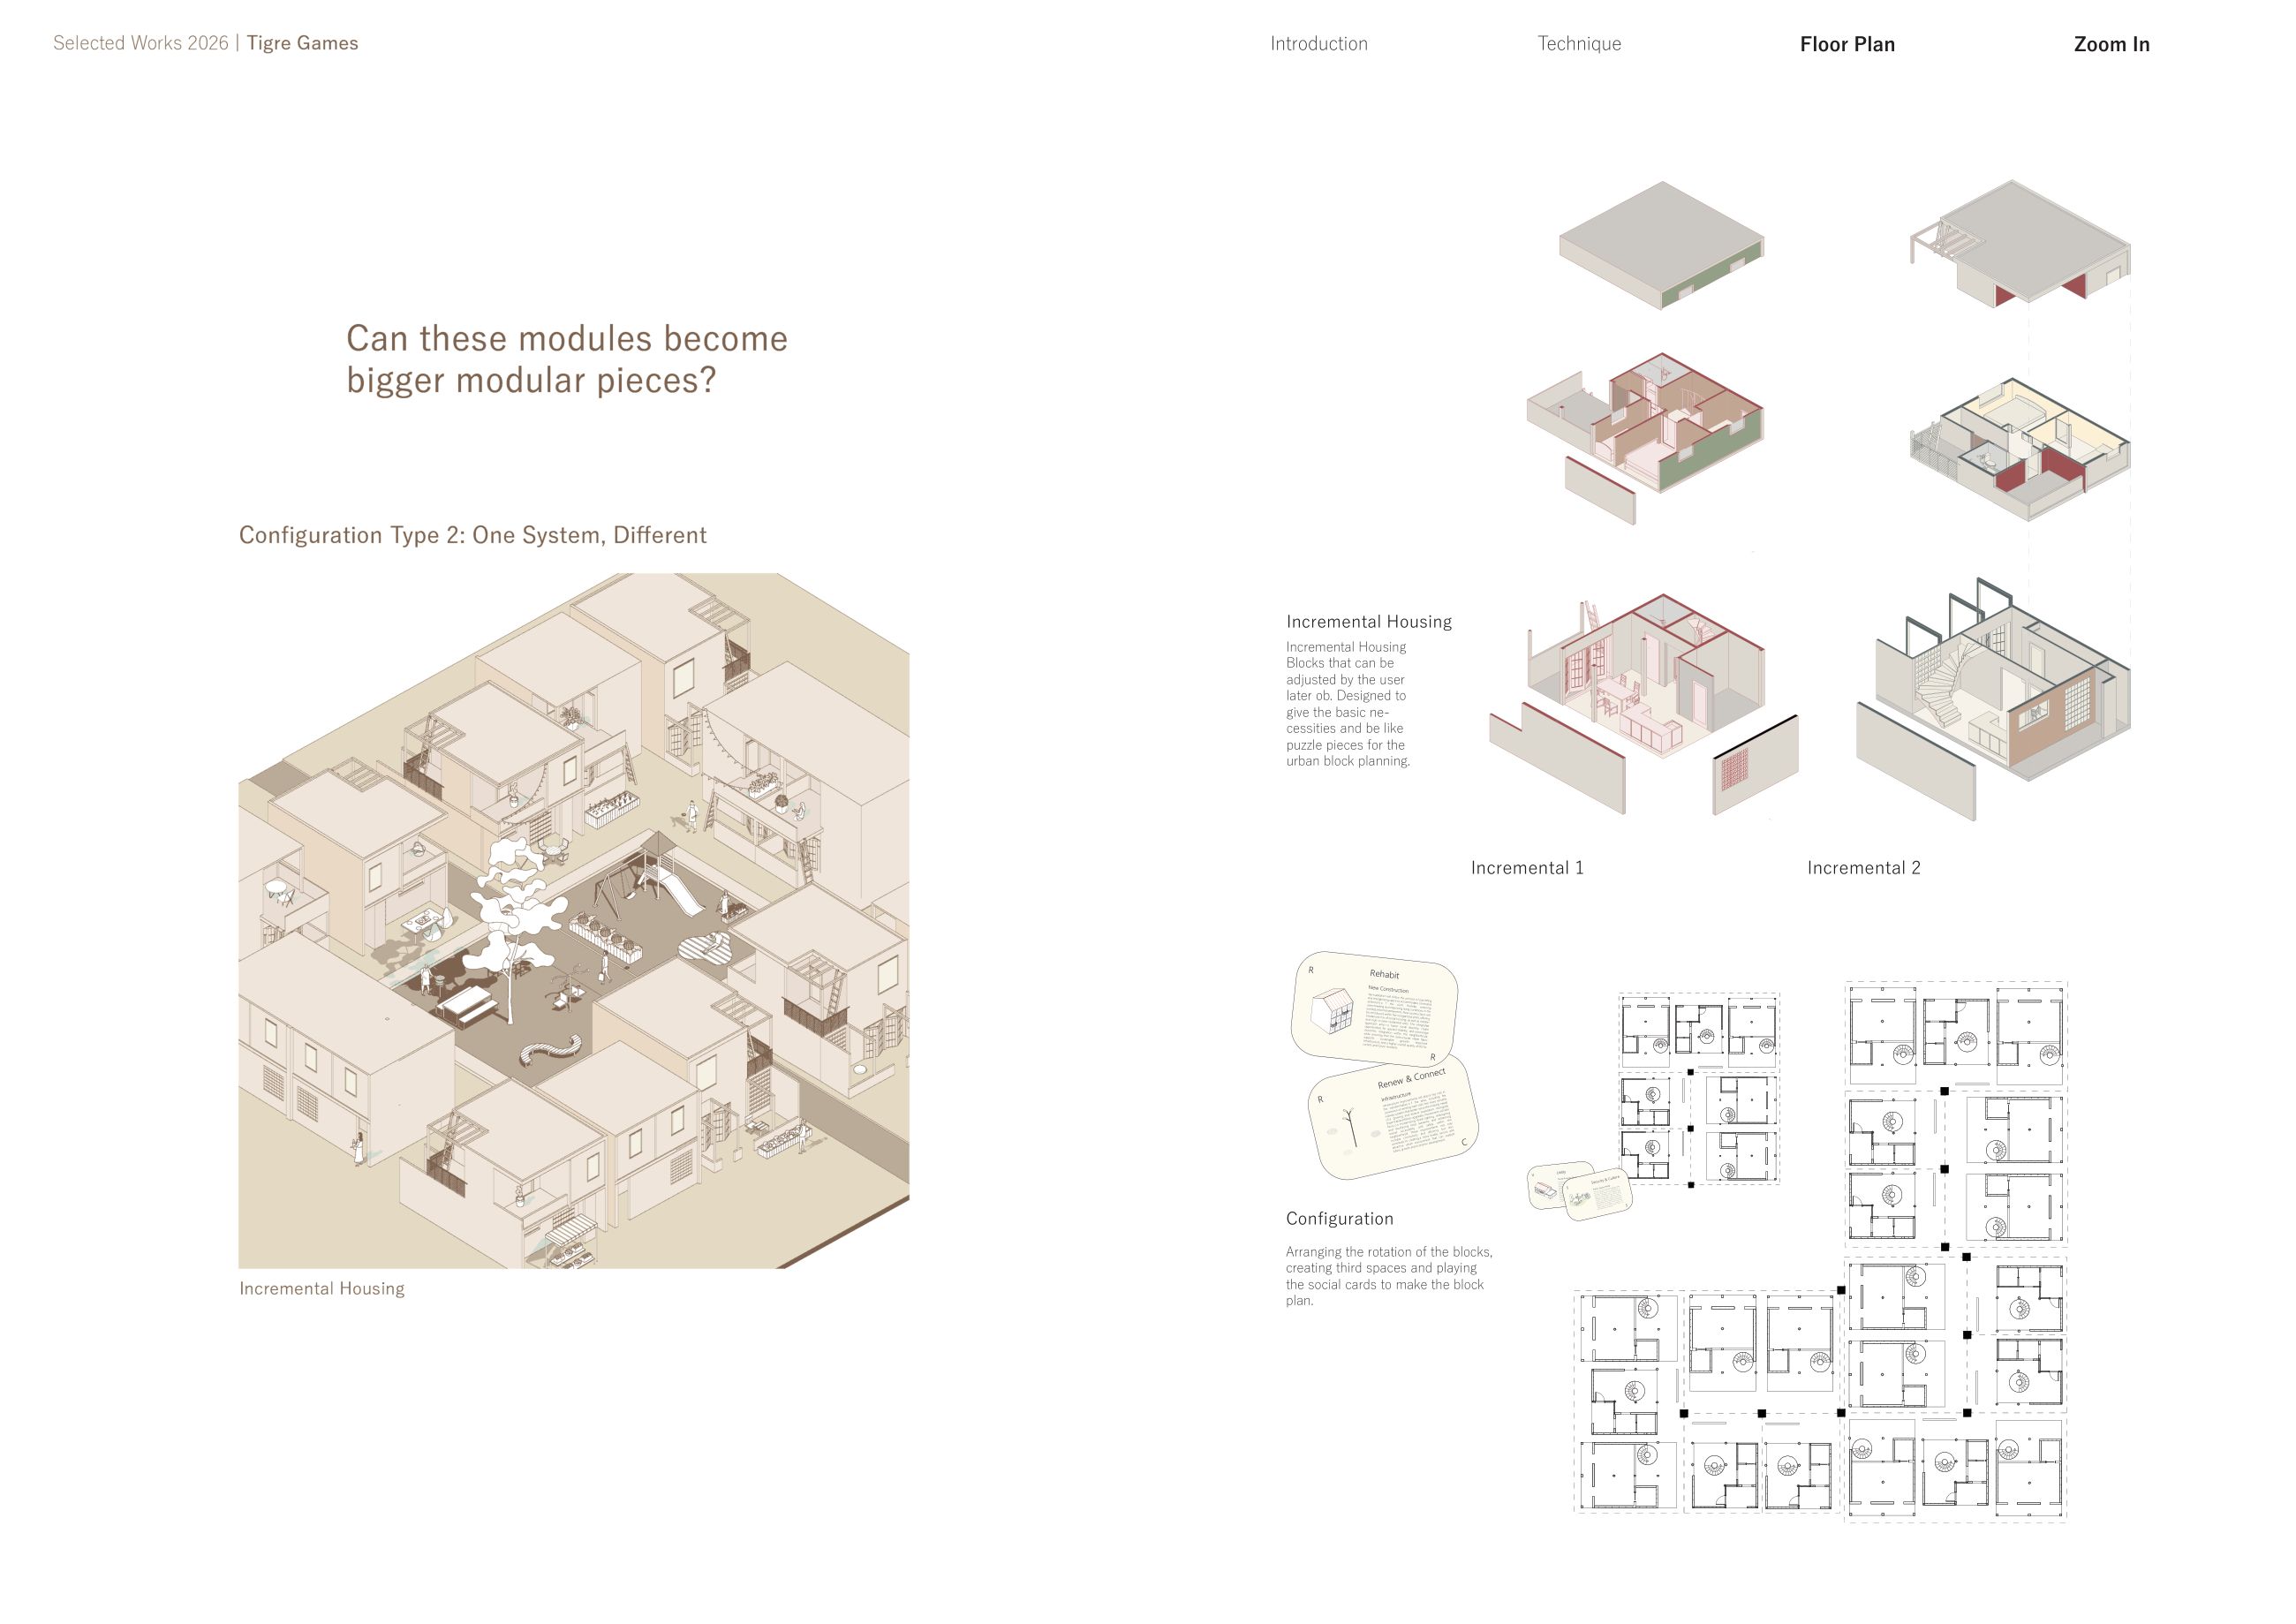 Selected Works 2026 | Tigre Games
Introduction
Technique
Floor Plan
Zoom In
Can these modules become
bigger modular pieces?
Configuration Type 2: One System, Different
Incremental Housing
Incremental Housing
Incremental Housing
Blocks that can be
adjusted by the user
later ob. Designed to
give the basic ne-
cessities and be like
puzzle pieces for the
urban block planning.
Incremental 1
Incremental 2
R
Rehabit
New Construction
R
R
Renew & Connect
Infrastructure
C
Configuration
Arranging the rotation of the blocks,
creating third spaces and playing
the social cards to make the block
plan.